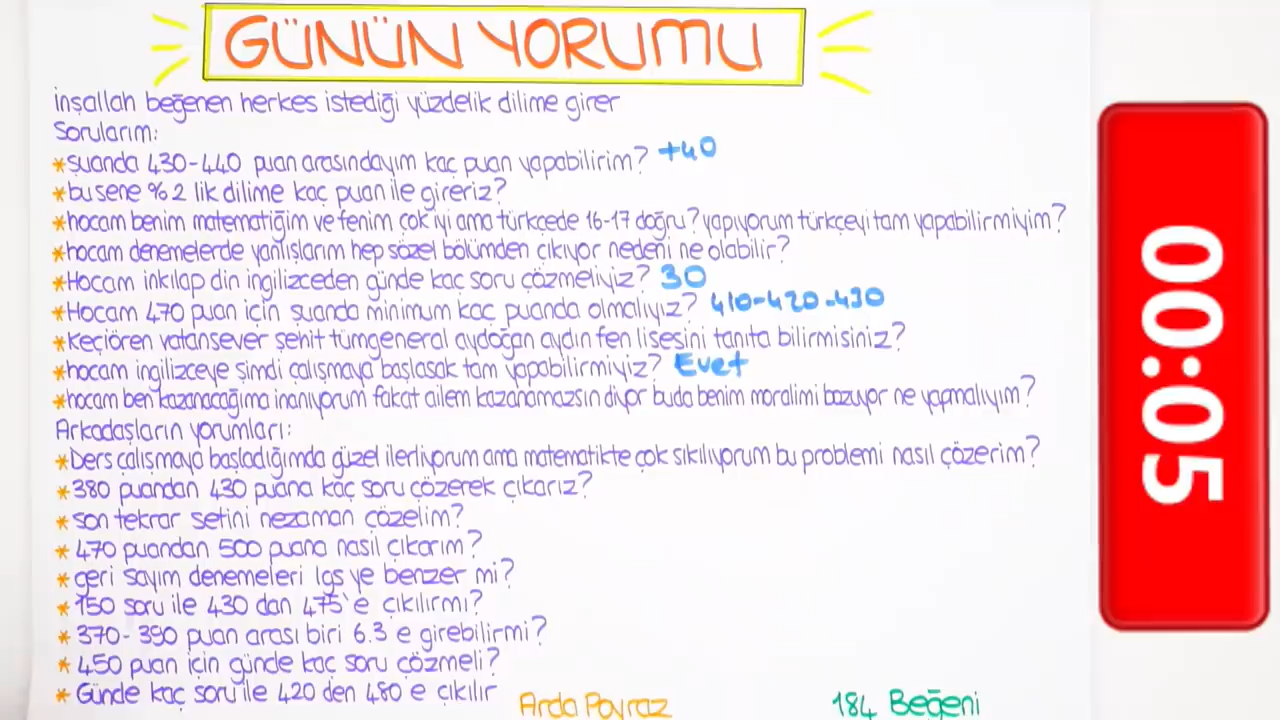 GÜNÜN YORUMU
inşallah beğenen herkes istediği yüzdelik dilime girer
Sorularım:
*şuanda 430-440 puan arasındayım kaç puan yapabilirim? +40
*bu sene %2 lik dilime kaç puan ile gireriz?
*hocam benim matematiğim ve fenim çok iyi ama türkçede 16-17 doğru? yapıyorum türkçeyi tam yapabilirmiyim?
*hocam denemelerde yanlışlarım hep sözel bölümden çıkıyor nedeni ne olabilir?
*Hocam inkılap din ingilizceden günde kaç soru çözmeliyiz? 30
*Hocam 470 puan için şuanda minimum kaç puanda olmalıyız? 410-420-430
*keçiören vatansever şehit tümgeneral aydoğan aydın fen lisesini tanıta bilirmisiniz?
*hocam ingilizceye şimdi çalışmaya başlasak tam yapabilirmiyiz? Evet
*hocam ben kazanacağıma inanıyorum fakat ailem kazanamazsın diyor buda benim moralimi bozuyor ne yapmalıyım?
Arkadaşların yorumları:
*Ders çalışmaya başladığımda güzel ilerliyorum ama matematikte çok sıkılıyorum bu problemi nasıl çözerim?
*380 puandan 430 puana kaç soru çözerek çıkarız?
*son tekrar setini nezaman çözelim?
*470 puandan 500 puana nasıl çıkarım?
*geri sayım denemeleri lgs ye benzer mi?
*150 soru ile 430 dan 475'e çıkılırmı?
*370-390 puan arası biri 6.3 e girebilirmi?
*450 puan için günde kaç soru çözmeli?
*Günde kaç soru ile 420 den 480 e çıkılır
Arda Poyraz 184 Beğeni
00:05